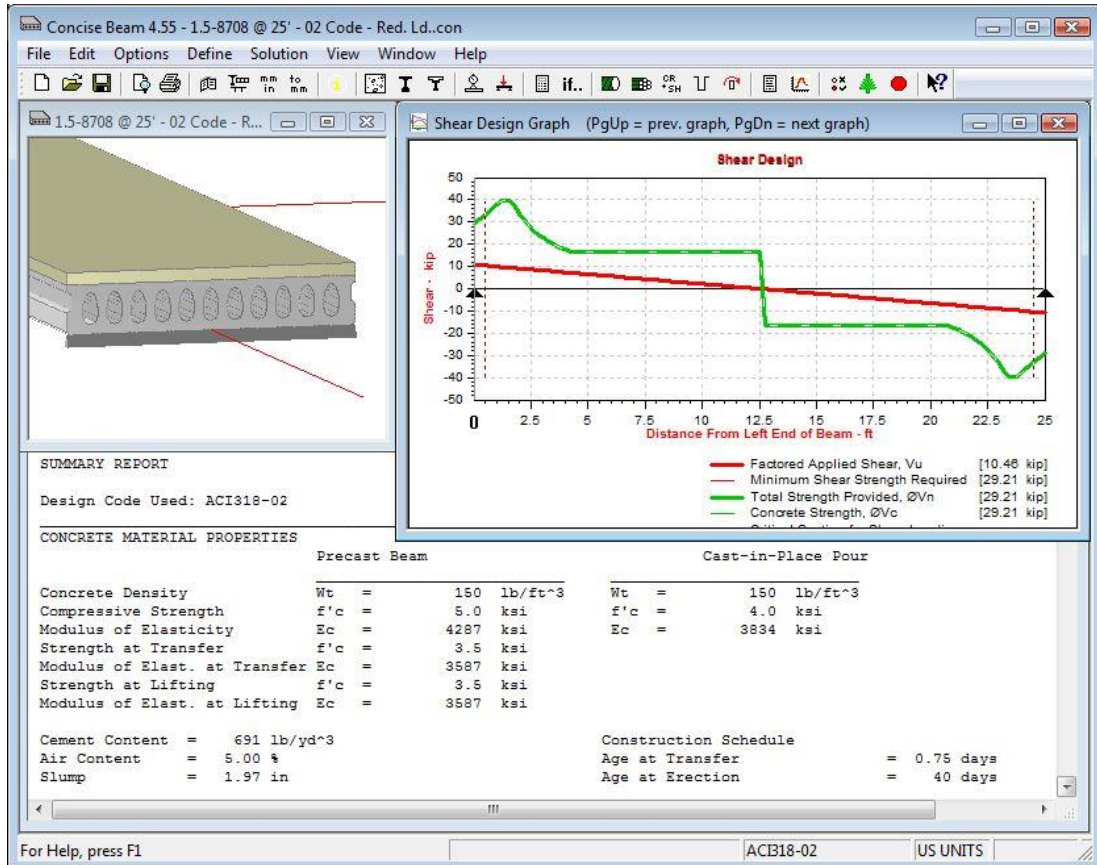 Concise Beam 4.55 - 1.5-8708 @ 25' - 02 Code - Red. Ld..con
File Edit Options Define Solution View Window Help
mm in to mm if.. CR SH
1.5-8708 @ 25' - 02 Code - R...
Shear Design Graph (PgUp = prev. graph, PgDn = next graph)
Shear Design
Shear - kip
50
40
30
20
10
0
-10
-20
-30
-40
-50
0 2.5 5 7.5 10 12.5 15 17.5 20 22.5 25
Distance From Left End of Beam - ft
Factored Applied Shear, Vu [10.46 kip]
Minimum Shear Strength Required [29.21 kip]
Total Strength Provided, ØVn [29.21 kip]
Concrete Strength, ØVc [29.21 kip]
SUMMARY REPORT
Design Code Used: ACI318-02
CONCRETE MATERIAL PROPERTIES
Precast Beam Cast-in-Place Pour
Concrete Density Wt = 150 lb/ft^3 Wt = 150 lb/ft^3
Compressive Strength f'c = 5.0 ksi f'c = 4.0 ksi
Modulus of Elasticity Ec = 4287 ksi Ec = 3834 ksi
Strength at Transfer f'c = 3.5 ksi
Modulus of Elast. at Transfer Ec = 3587 ksi
Strength at Lifting f'c = 3.5 ksi
Modulus of Elast. at Lifting Ec = 3587 ksi
Cement Content = 691 lb/yd^3 Construction Schedule
Air Content = 5.00 % Age at Transfer = 0.75 days
Slump = 1.97 in Age at Erection = 40 days
For Help, press F1 ACI318-02 US UNITS